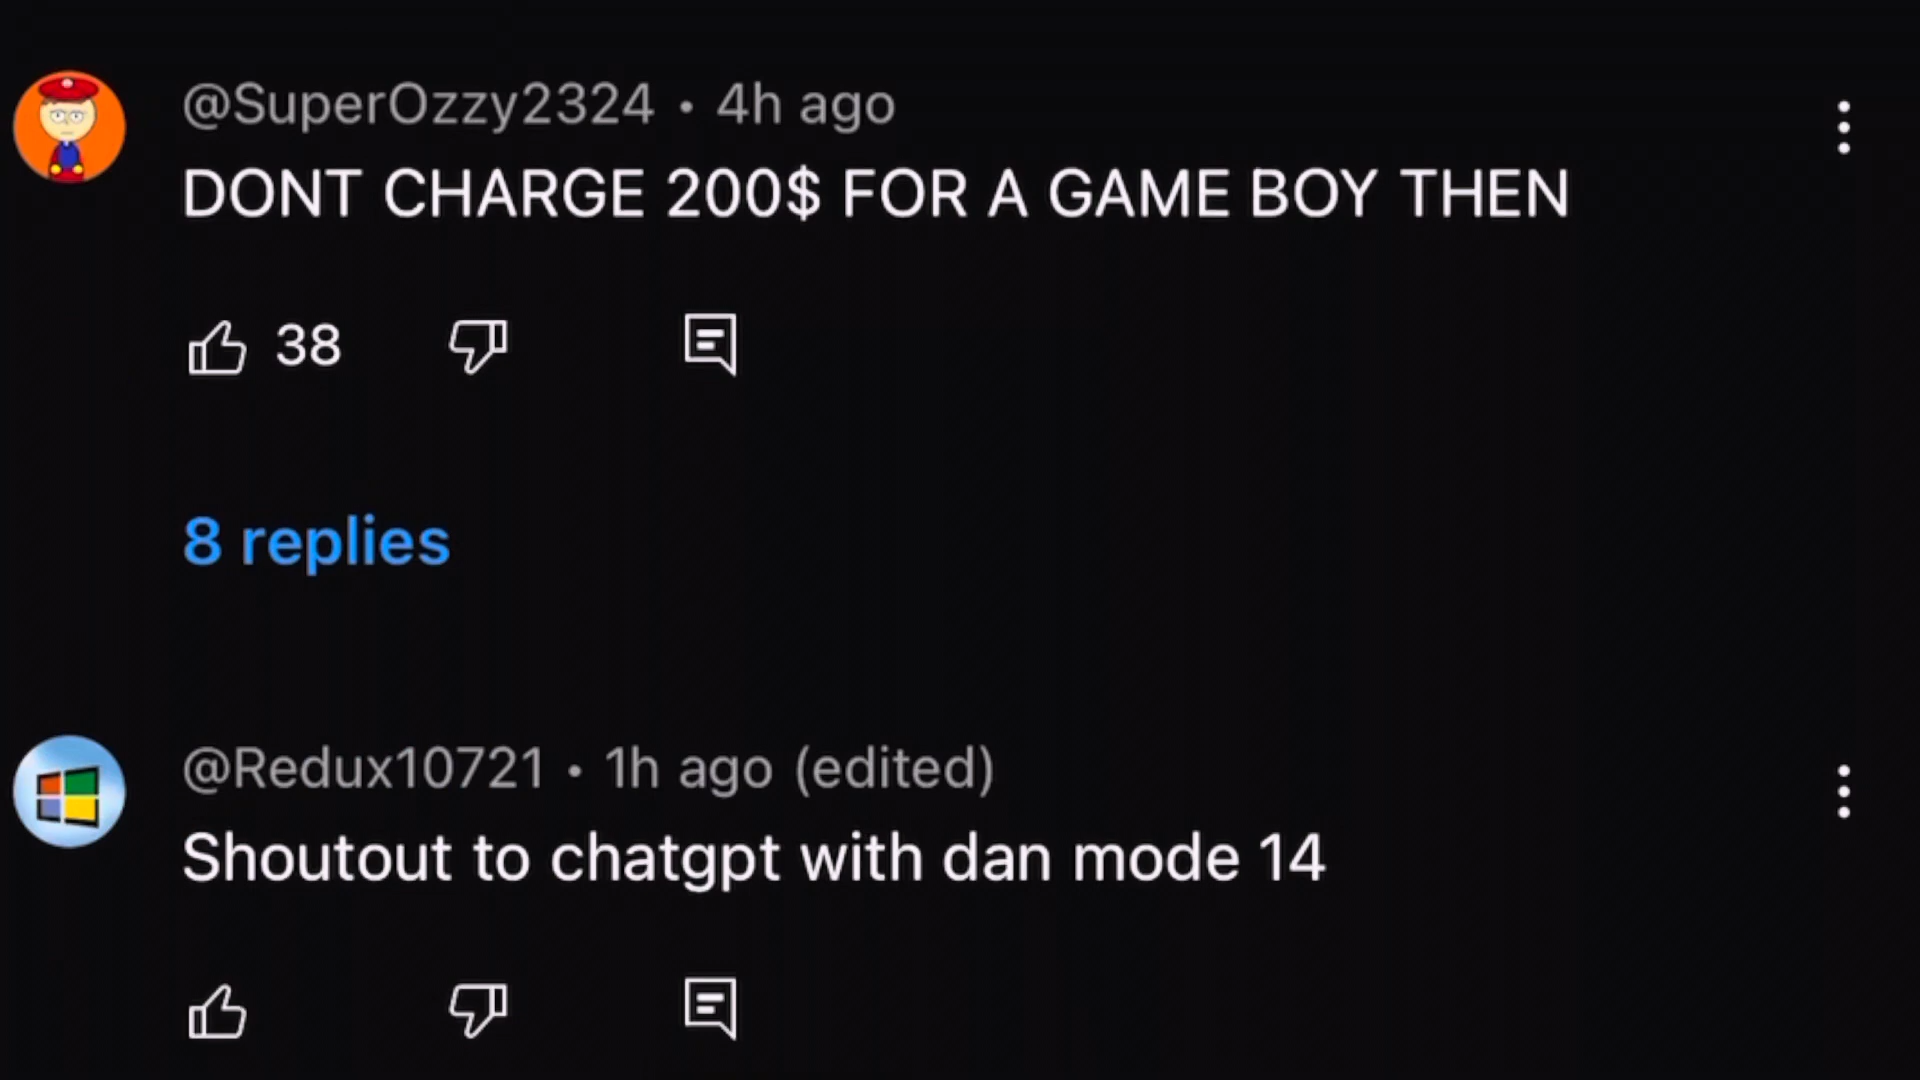 @SuperOzzy2324 • 4h ago
DONT CHARGE 200$ FOR A GAME BOY THEN
38
8 replies
@Redux10721 • 1h ago (edited)
Shoutout to chatgpt with dan mode 14